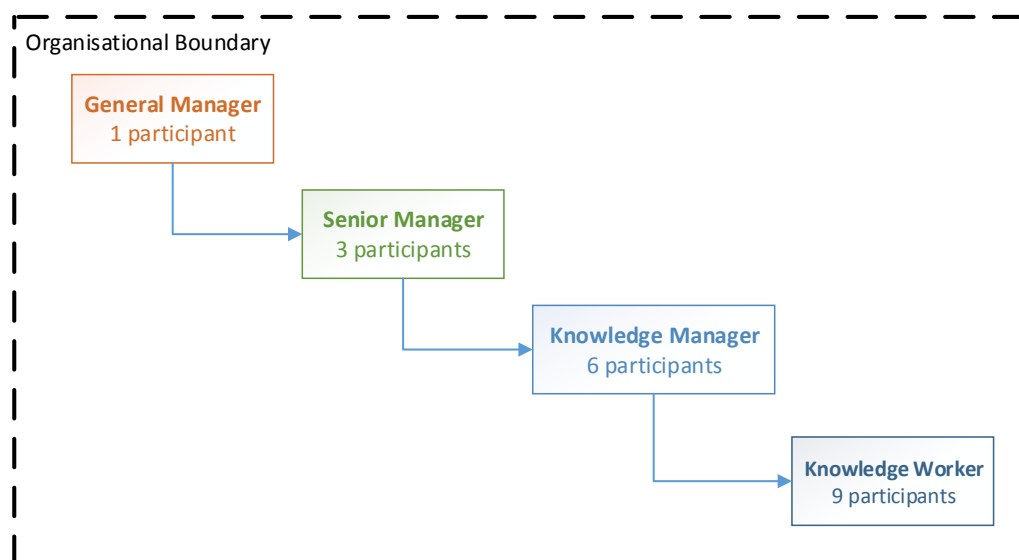 Organisational Boundary
General Manager
1 participant
Senior Manager
3 participants
Knowledge Manager
6 participants
Knowledge Worker
9 participants